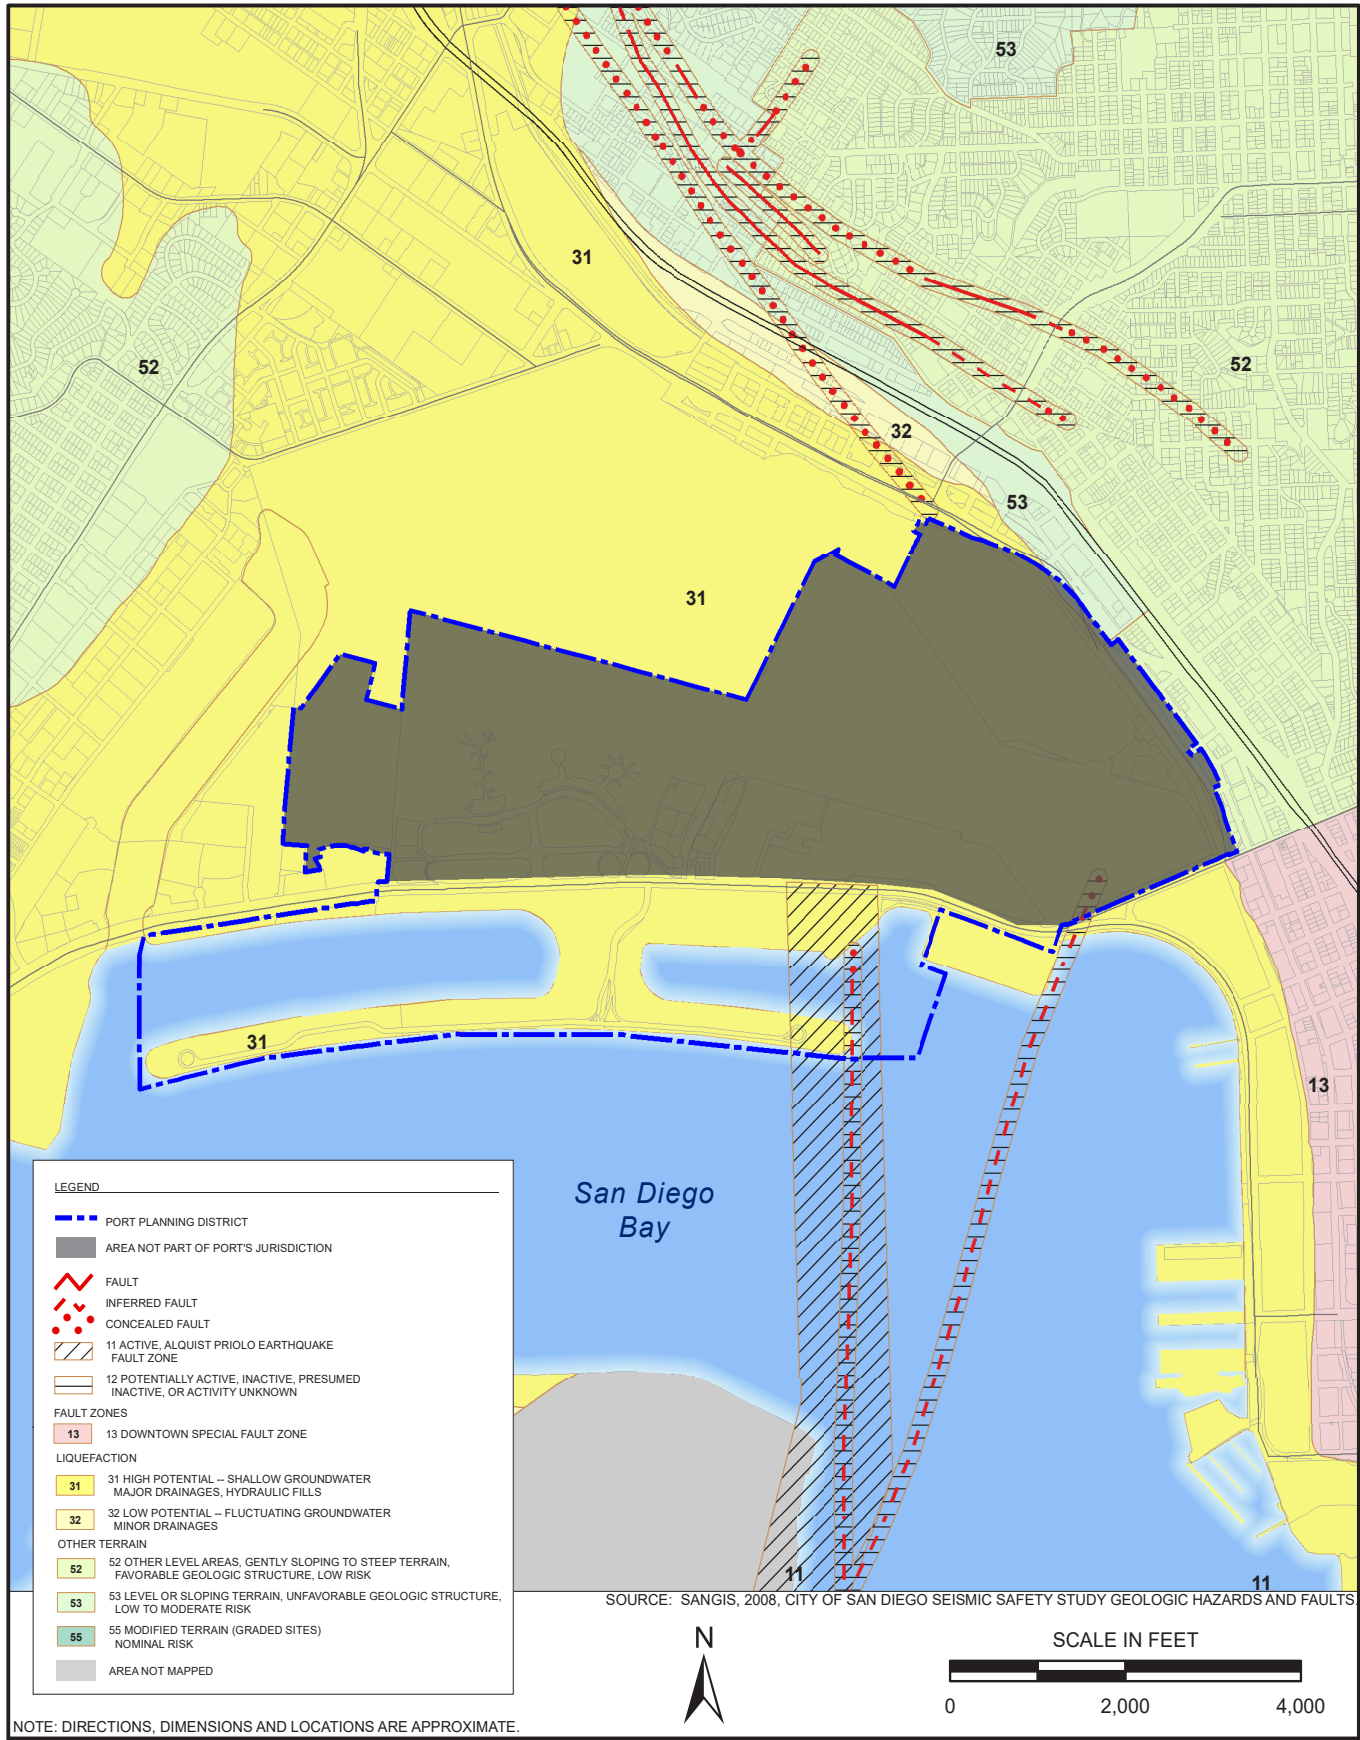 53
31
52
52
32
53
31
31
13
San Diego
Bay
LEGEND
PORT PLANNING DISTRICT
AREA NOT PART OF PORT'S JURISDICTION
FAULT
INFERRED FAULT
CONCEALED FAULT
11 ACTIVE, ALQUIST PRIOLO EARTHQUAKE
FAULT ZONE
12 POTENTIALLY ACTIVE, INACTIVE, PRESUMED
INACTIVE, OR ACTIVITY UNKNOWN
FAULT ZONES
13 13 DOWNTOWN SPECIAL FAULT ZONE
LIQUEFACTION
31 31 HIGH POTENTIAL -- SHALLOW GROUNDWATER
MAJOR DRAINAGES, HYDRAULIC FILLS
32 32 LOW POTENTIAL -- FLUCTUATING GROUNDWATER
MINOR DRAINAGES
OTHER TERRAIN
52 52 OTHER LEVEL AREAS, GENTLY SLOPING TO STEEP TERRAIN,
FAVORABLE GEOLOGIC STRUCTURE, LOW RISK
53 53 LEVEL OR SLOPING TERRAIN, UNFAVORABLE GEOLOGIC STRUCTURE,
LOW TO MODERATE RISK
55 55 MODIFIED TERRAIN (GRADED SITES)
NOMINAL RISK
AREA NOT MAPPED
11
11
SOURCE: SANGIS, 2008, CITY OF SAN DIEGO SEISMIC SAFETY STUDY GEOLOGIC HAZARDS AND FAULTS.
N
SCALE IN FEET
0 2,000 4,000
NOTE: DIRECTIONS, DIMENSIONS AND LOCATIONS ARE APPROXIMATE.